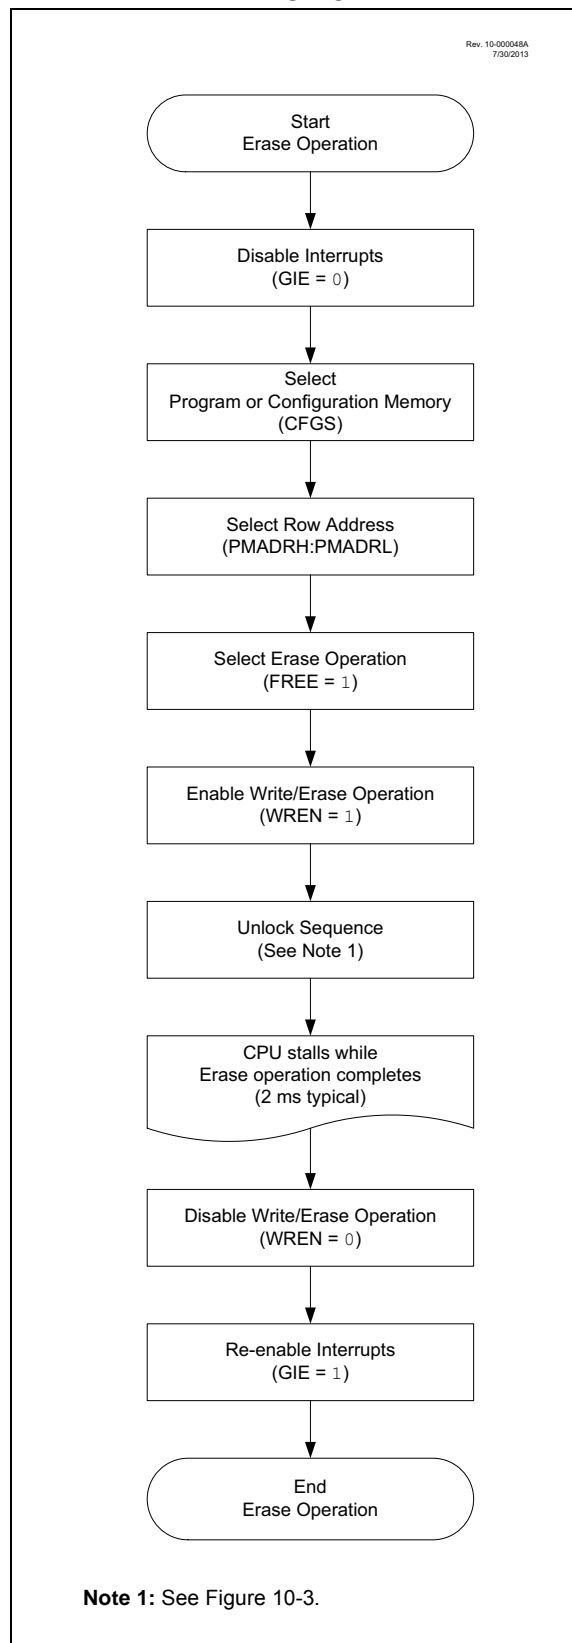 Rev. 10-000048A
7/30/2013
Start
Erase Operation
Disable Interrupts
(GIE = 0)
Select
Program or Configuration Memory
(CFGS)
Select Row Address
(PMADRH:PMADRL)
Select Erase Operation
(FREE = 1)
Enable Write/Erase Operation
(WREN = 1)
Unlock Sequence
(See Note 1)
CPU stalls while
Erase operation completes
(2 ms typical)
Disable Write/Erase Operation
(WREN = 0)
Re-enable Interrupts
(GIE = 1)
End
Erase Operation
Note 1: See Figure 10-3.